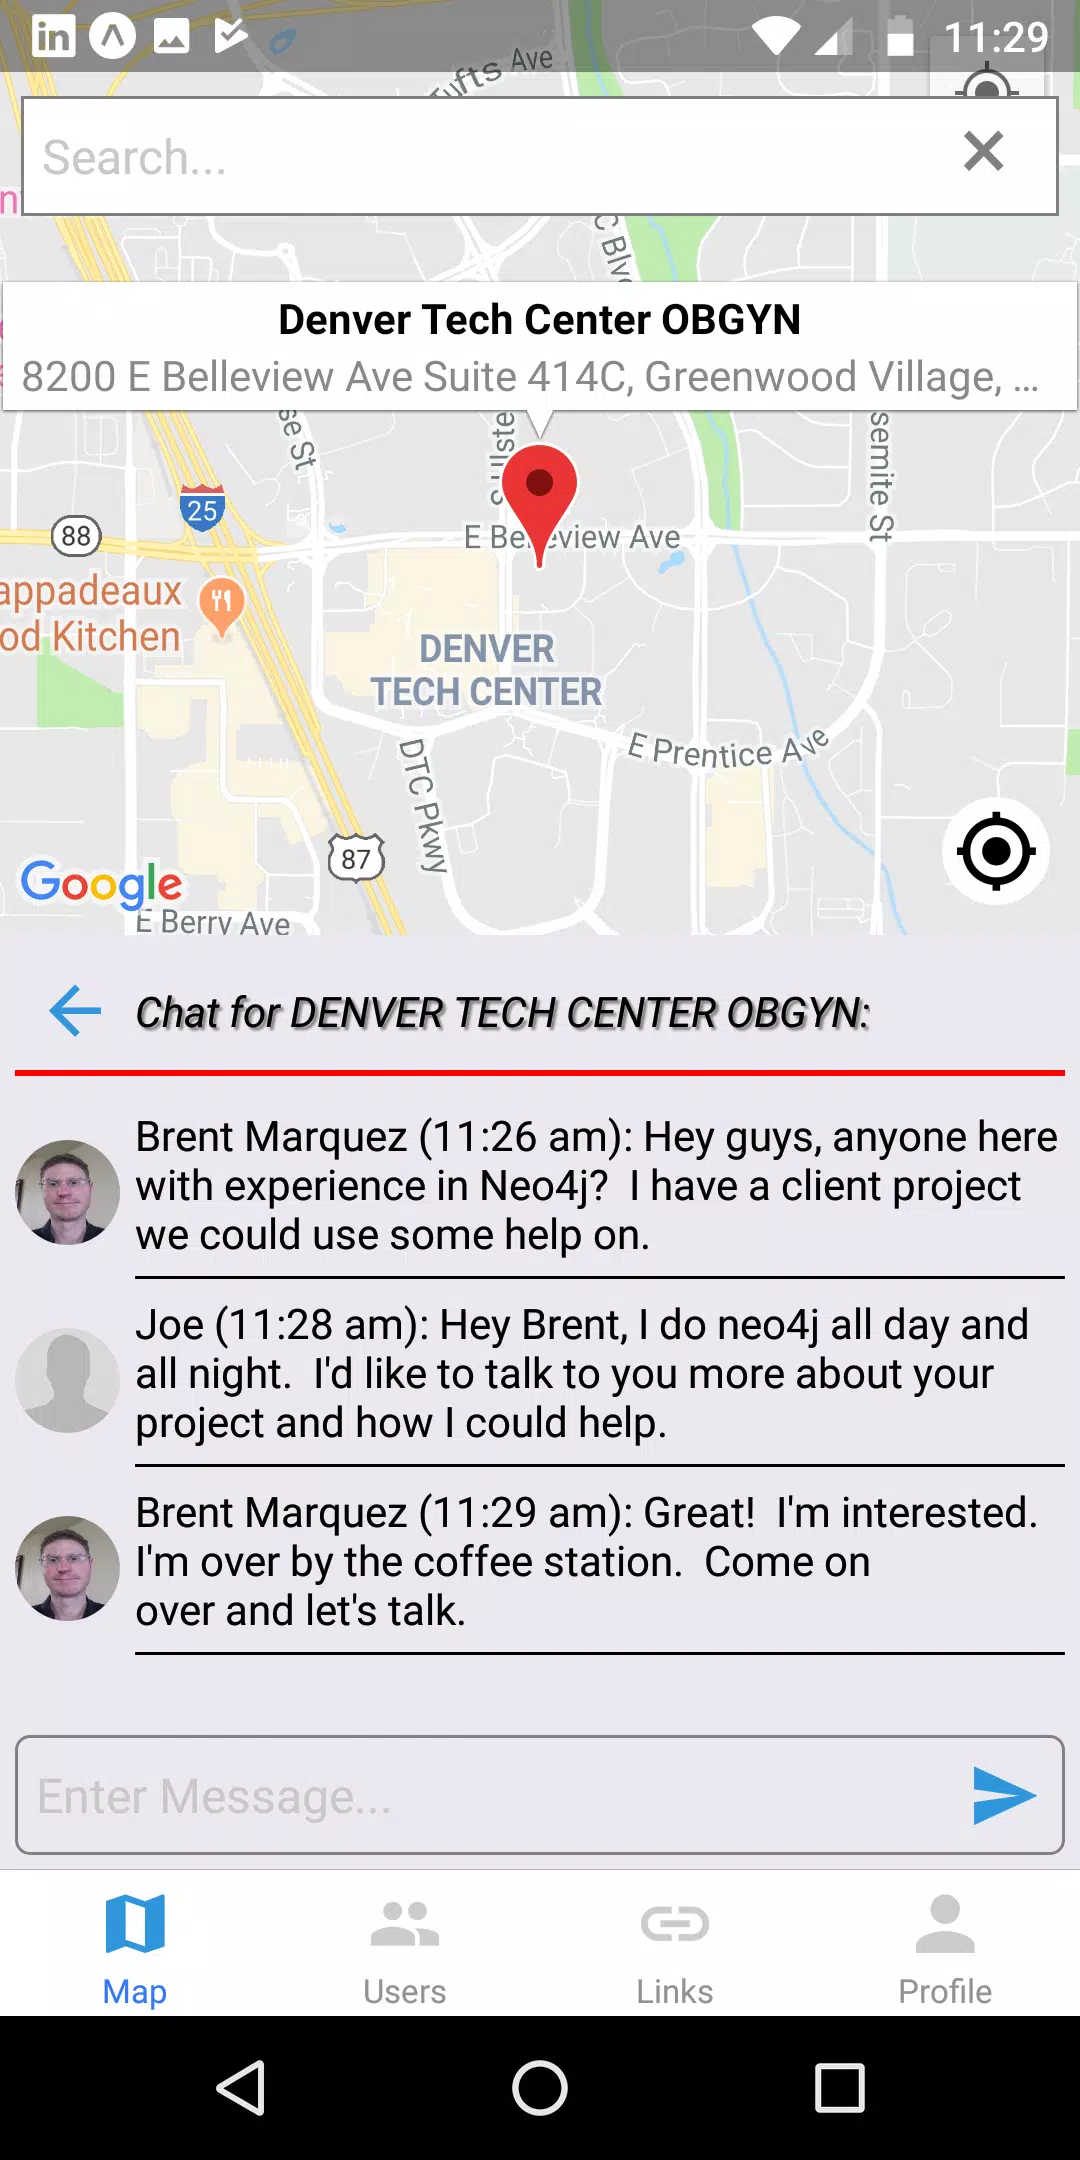 in
11:29
Tufts Ave
Search...
C Blv
Denver Tech Center OBGYN
8200 E Belleview Ave Suite 414C, Greenwood Village, ...
se St
S Ulste
semite St
25
88
E Belleview Ave
appadeaux
od Kitchen
DENVER
TECH CENTER
E Prentice Ave
DTC Pkwy
87
Google
E Berry Ave
Chat for DENVER TECH CENTER OBGYN:
Brent Marquez (11:26 am): Hey guys, anyone here
with experience in Neo4j?  I have a client project
we could use some help on.
Joe (11:28 am): Hey Brent, I do neo4j all day and
all night.  I'd like to talk to you more about your
project and how I could help.
Brent Marquez (11:29 am): Great!  I'm interested.
I'm over by the coffee station.  Come on
over and let's talk.
Enter Message...
Map
Users
Links
Profile